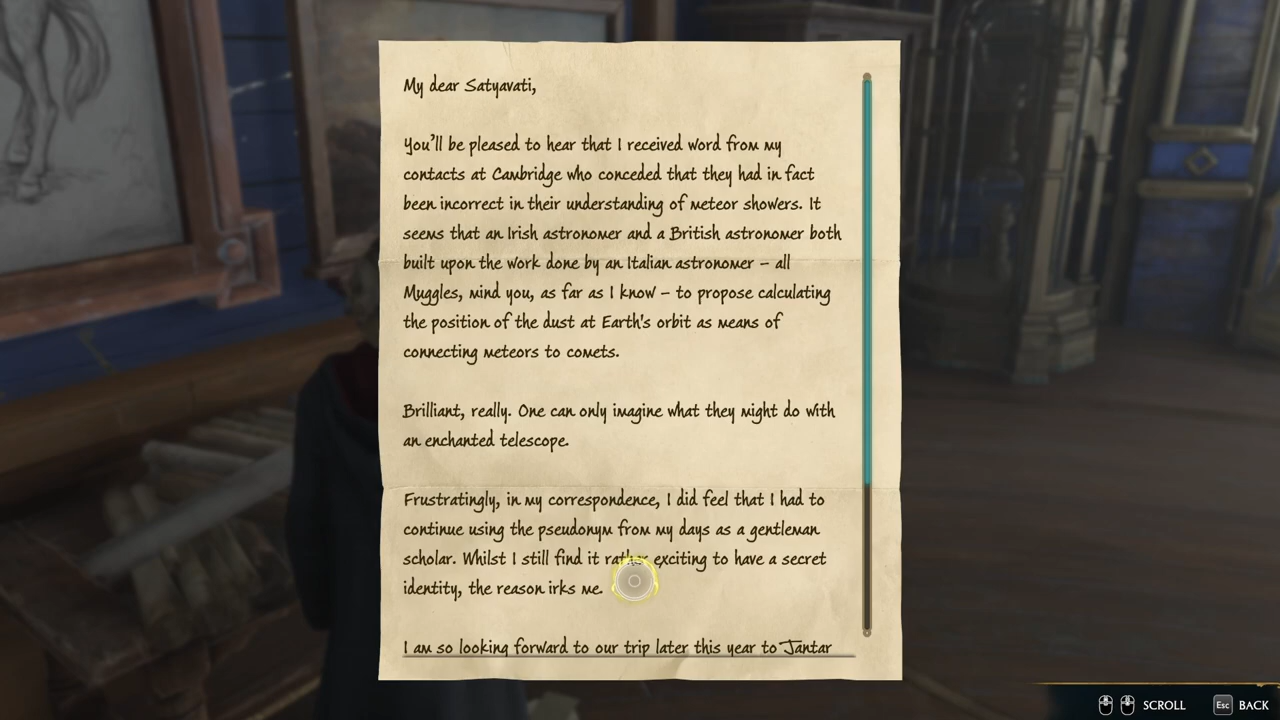 My dear Satyavati,
You'll be pleased to hear that I received word from my
contacts at Cambridge who conceded that they had in fact
been incorrect in their understanding of meteor showers. It
seems that an Irish astronomer and a British astronomer both
built upon the work done by an Italian astronomer – all
Muggles, mind you, as far as I know – to propose calculating
the position of the dust at Earth's orbit as means of
connecting meteors to comets.
Brilliant, really. One can only imagine what they might do with
an enchanted telescope.
Frustratingly, in my correspondence, I did feel that I had to
continue using the pseudonym from my days as a gentleman
scholar. Whilst I still find it rather exciting to have a secret
identity, the reason irks me.
I am so looking forward to our trip later this year to Jantar
SCROLL
Esc BACK